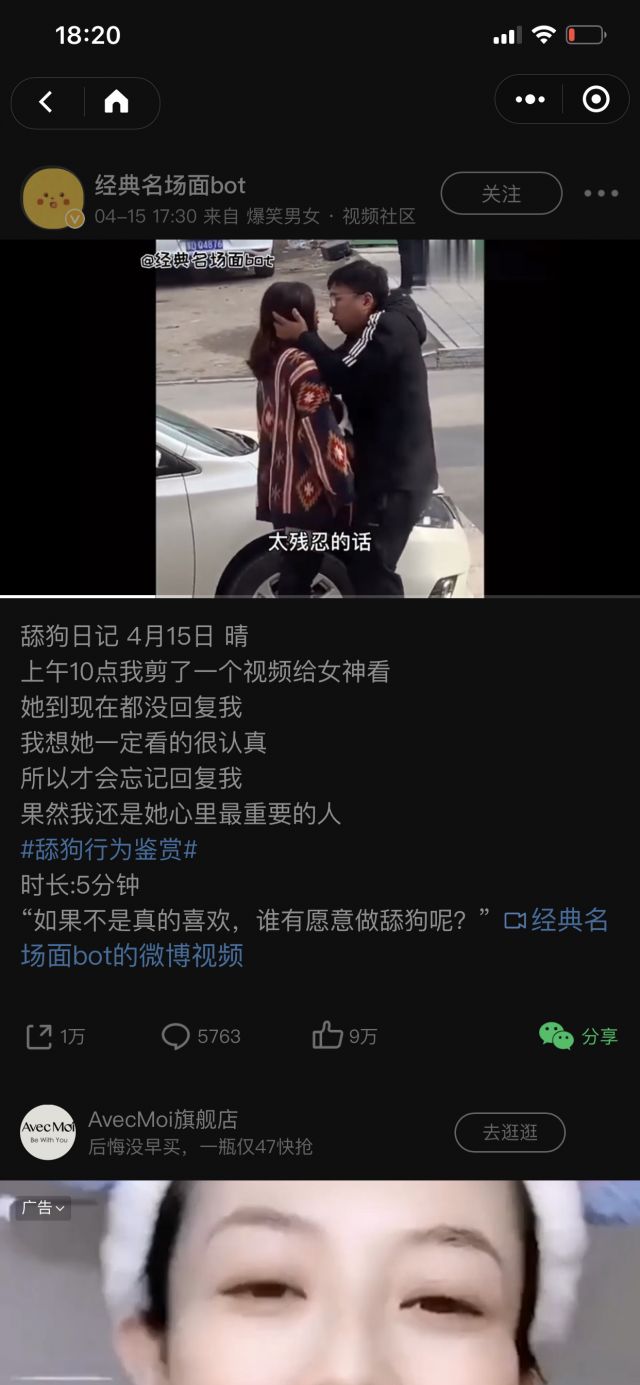 18:20
经典名场面bot
04-15 17:30 来自 爆笑男女 · 视频社区
关注
@经典名场面bot
太残忍的话
舔狗日记 4月15日 晴
上午10点我剪了一个视频给女神看
她到现在都没回复我
我想她一定看的很认真
所以才会忘记回复我
果然我还是她心里最重要的人
#舔狗行为鉴赏#
时长:5分钟
“如果不是真的喜欢，谁有愿意做舔狗呢？” 经典名
场面bot的微博视频
1万
5763
9万
分享
AvecMoi
Be With You
AvecMoi旗舰店
后悔没早买，一瓶仅47快抢
去逛逛
广告